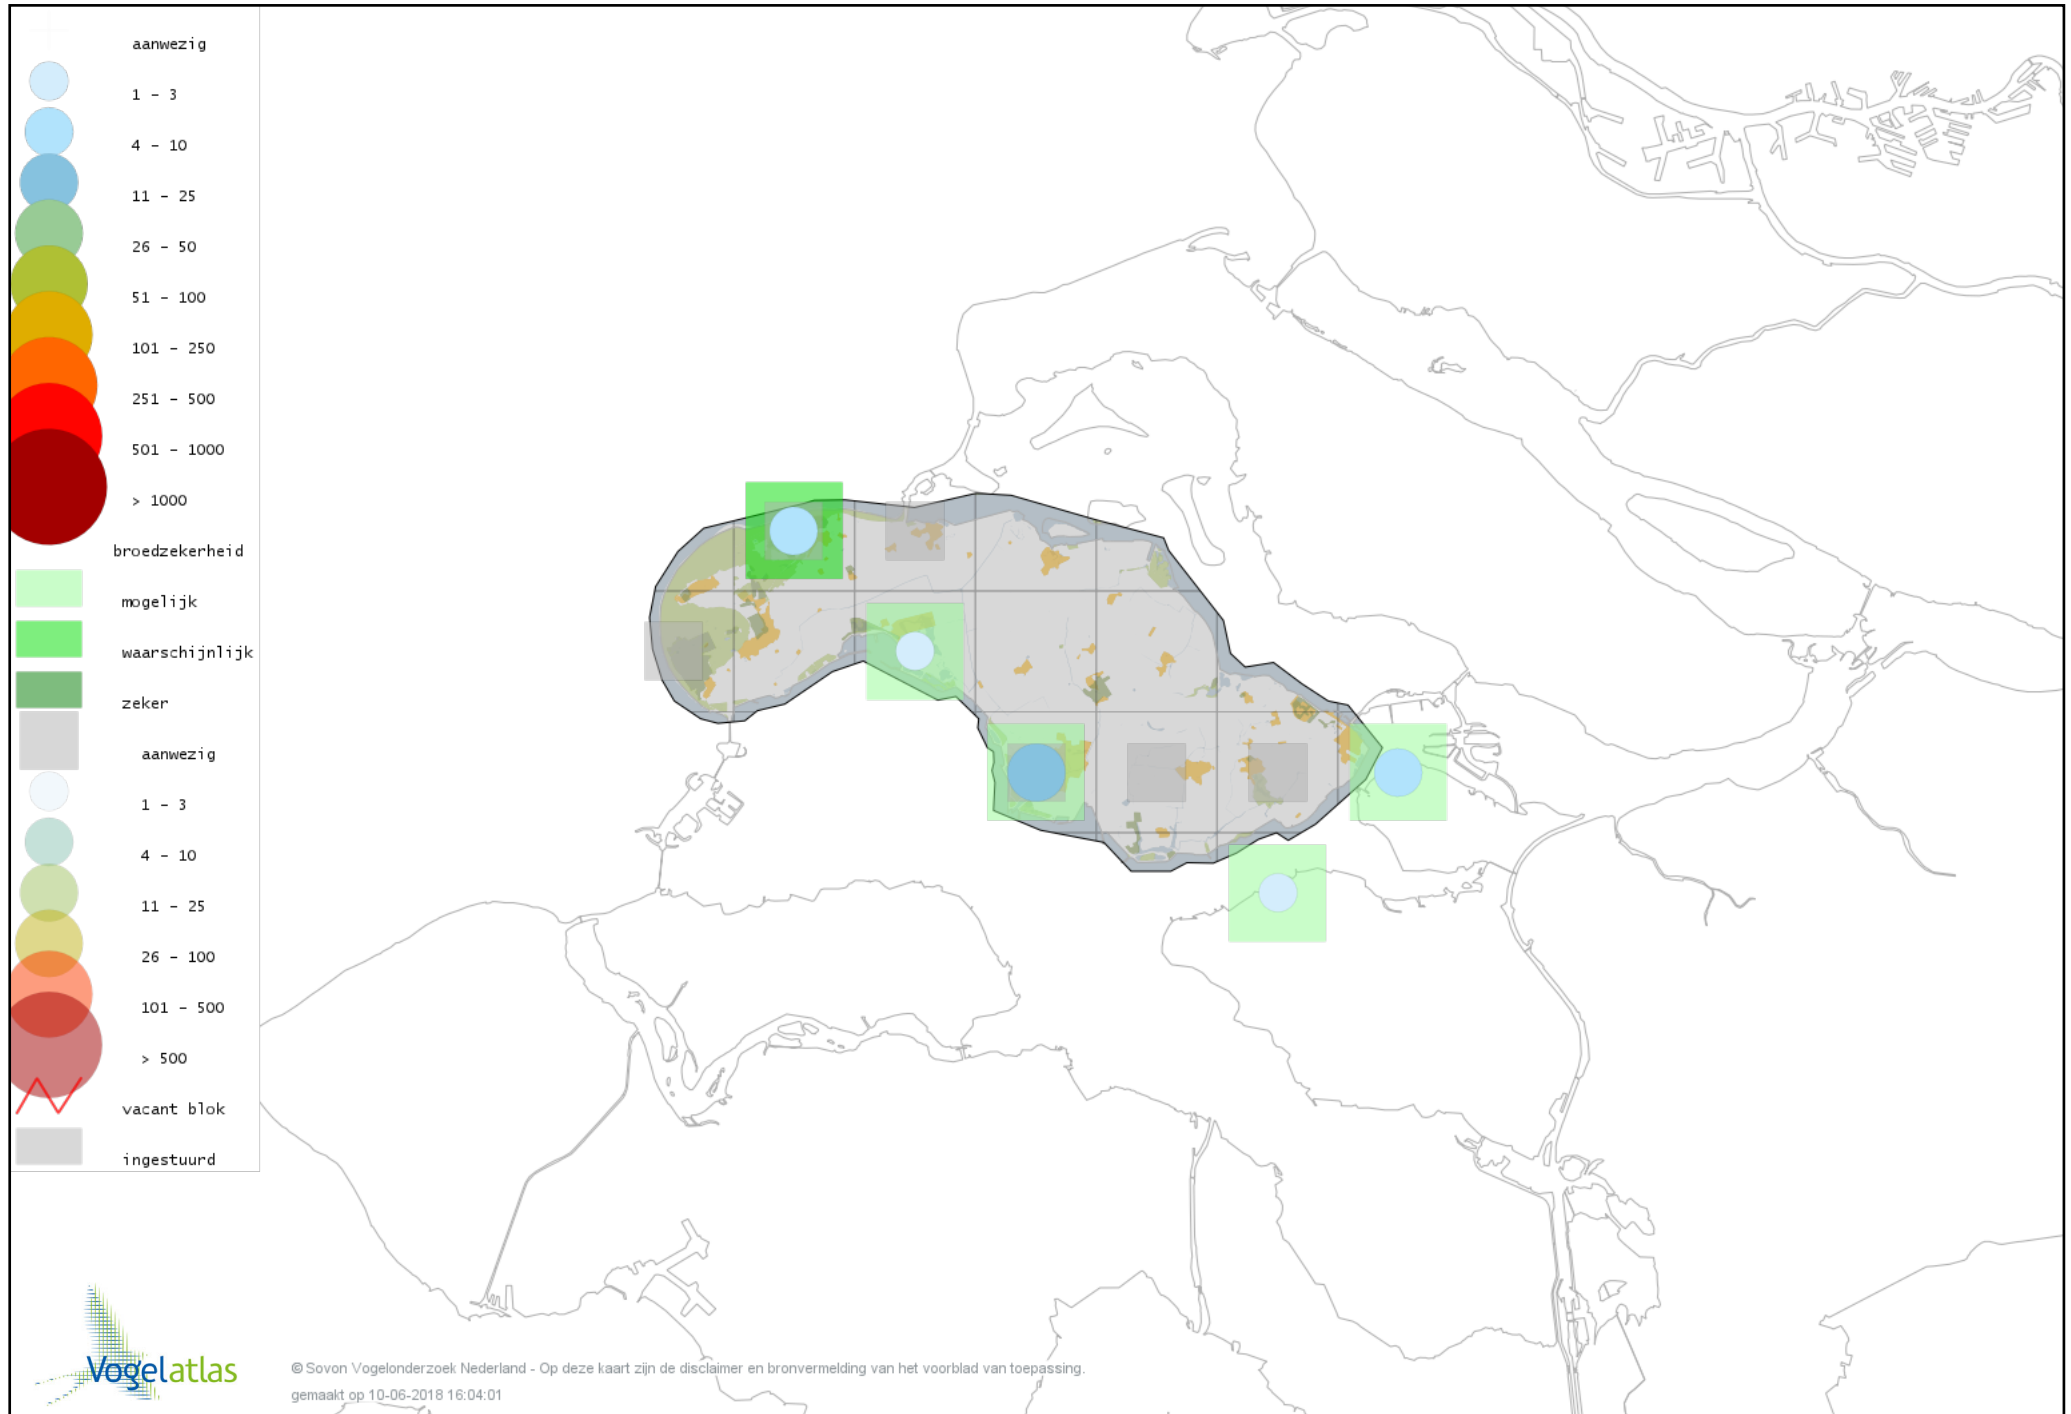 aanwezig
1 - 3
4 - 10
11 - 25
26 - 50
51 - 100
101 - 250
251 - 500
501 - 1000
> 1000
broedzekerheid
mogelijk
waarschijnlijk
zeker
aanwezig
1 - 3
4 - 10
11 - 25
26 - 100
101 - 500
> 500
vacant blok
ingestuurd
Vogelatlas
© Sovon Vogelonderzoek Nederland - Op deze kaart zijn de disclaimer en bronvermelding van het voorblad van toepassing.
gemaakt op 10-06-2018 16:04:01